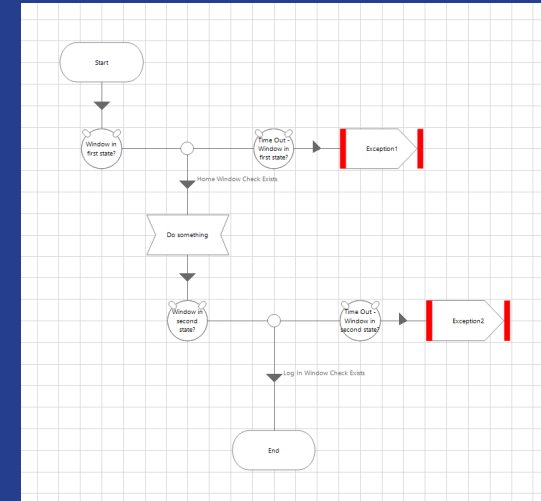 Start
Window in
first state?
Time Out -
Window in
first state?
Exception1
Home Window Check Exists
Do something
Window in
second
state?
Time Out -
Window in
second state?
Exception2
Log In Window Check Exists
End